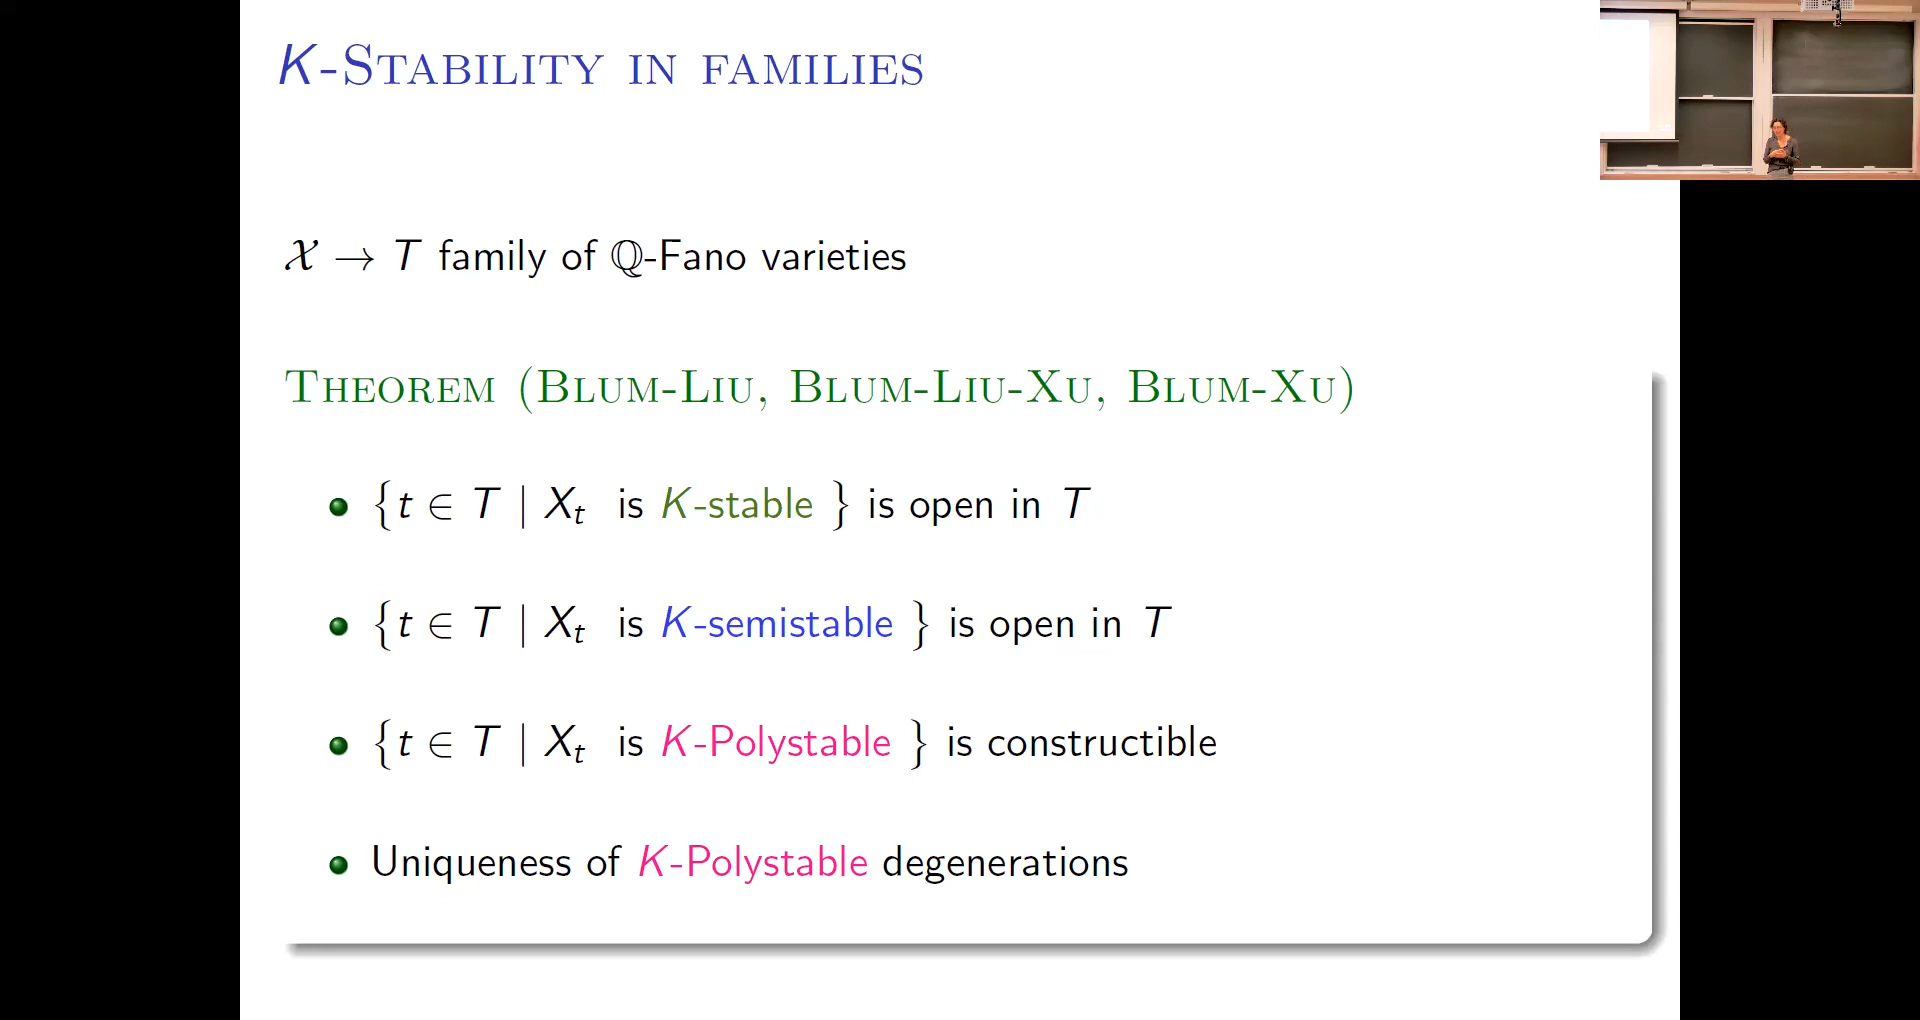 K-Stability in families
𝒳 → T family of ℚ-Fano varieties
Theorem (Blum-Liu, Blum-Liu-Xu, Blum-Xu)
{t ∈ T | X_t is K-stable } is open in T
{t ∈ T | X_t is K-semistable } is open in T
{t ∈ T | X_t is K-Polystable } is constructible
Uniqueness of K-Polystable degenerations